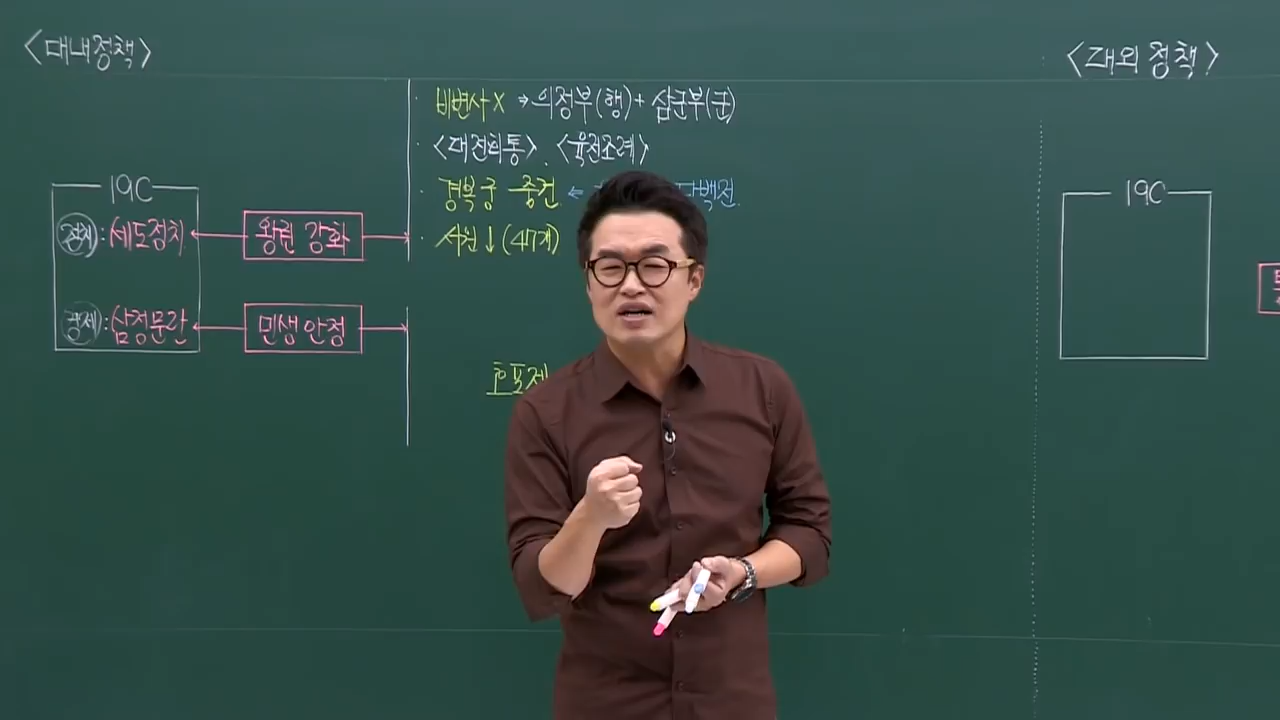 <대내정책>
<대외 정책>
· 비변사 X → 의정부(행) + 삼군부(군)
· <대전회통>, <육전조례>
· 경복궁 중건 ⇐ 당백전
· 서원↓(47개)
19C
정치 : 세도정치
왕권 강화
경제 : 삼정문란
민생 안정
호포제
19C